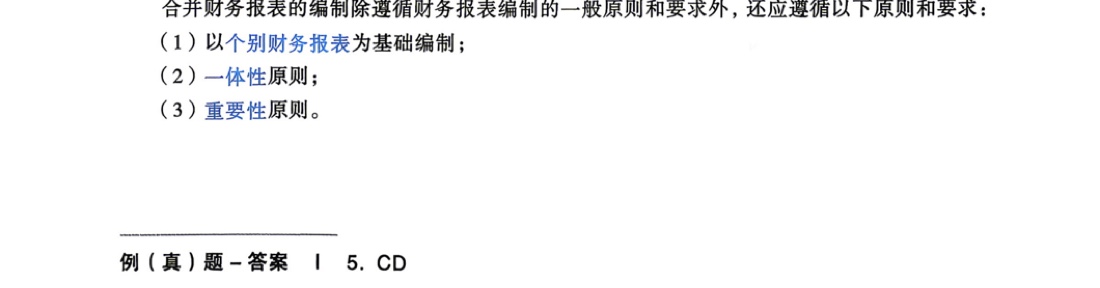 合并财务报表的编制除遵循财务报表编制的一般原则和要求外，还应遵循以下原则和要求：
（1）以个别财务报表为基础编制；
（2）一体性原则；
（3）重要性原则。
例（真）题－答案 | 5. CD